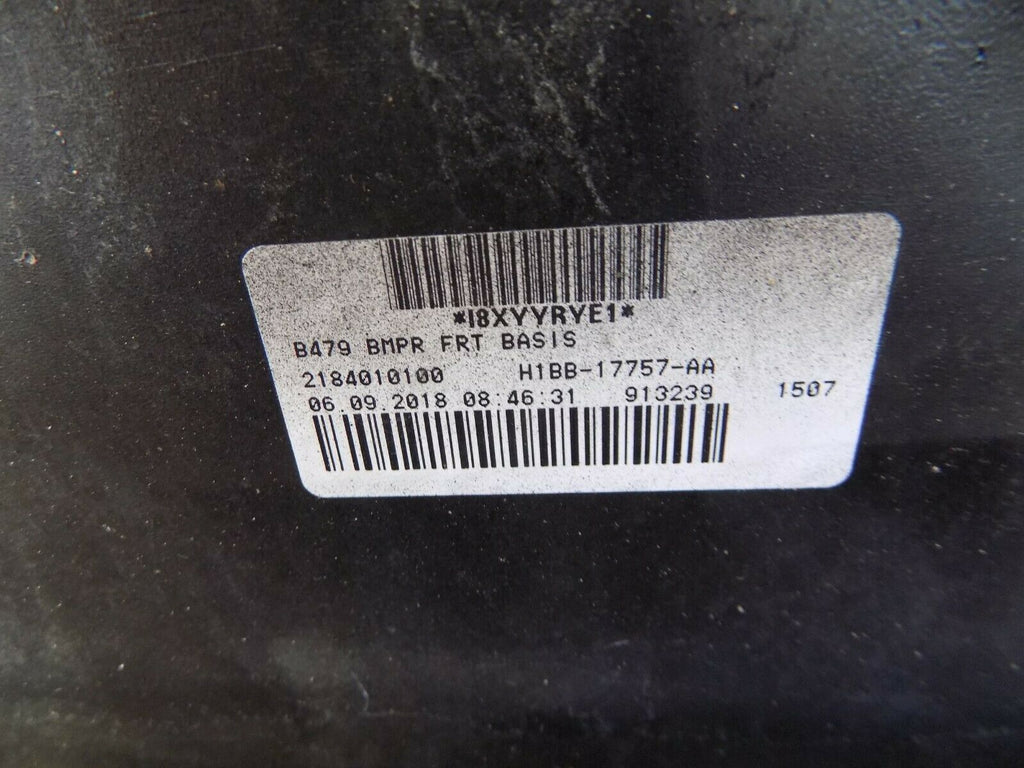 *I8XYYRYE1*
B479 BMPR FRT BASIS
2184010100 H1BB-17757-AA
06.09.2018 08:46:31 913239 1507